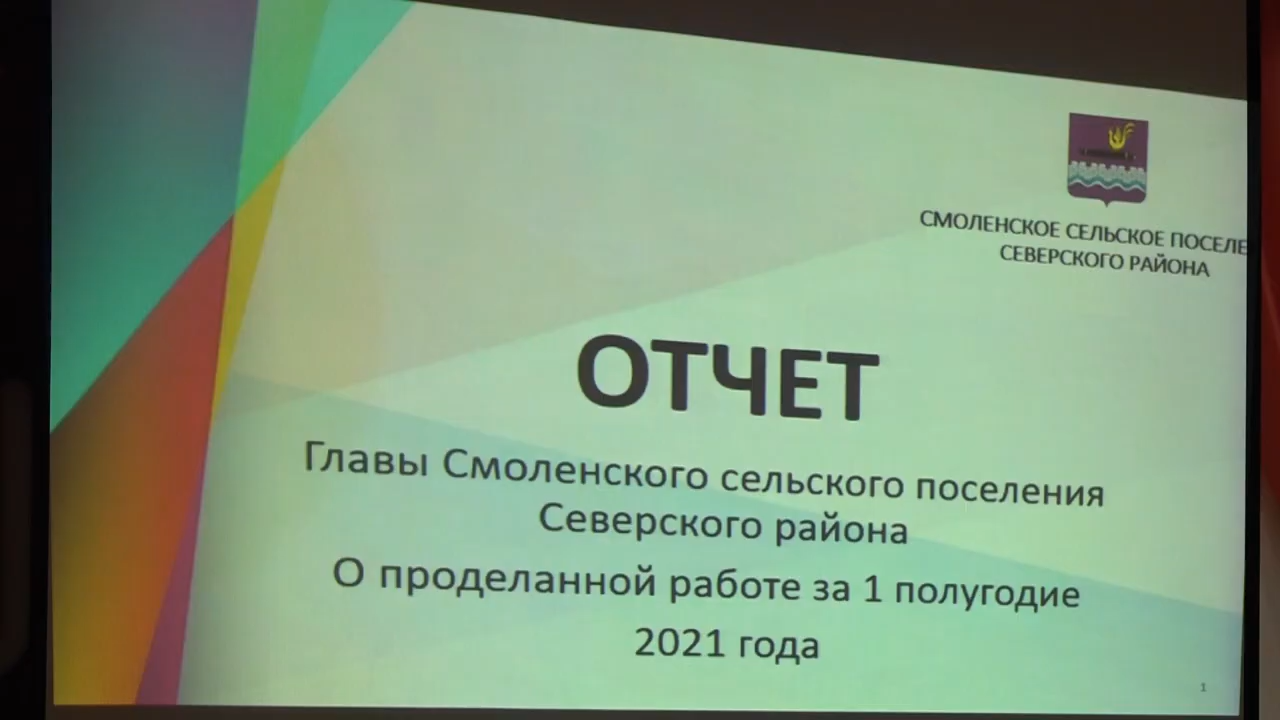 СМОЛЕНСКОЕ СЕЛЬСКОЕ
СЕВЕРСКОГО РАЙОНА
ОТЧЕТ
Главы Смоленского сельского поселения
Северского района
О проделанной работе за 1 полугодие
2021 года
1